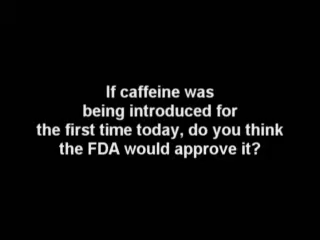 If caffeine was
being introduced for
the first time today, do you think
the FDA would approve it?